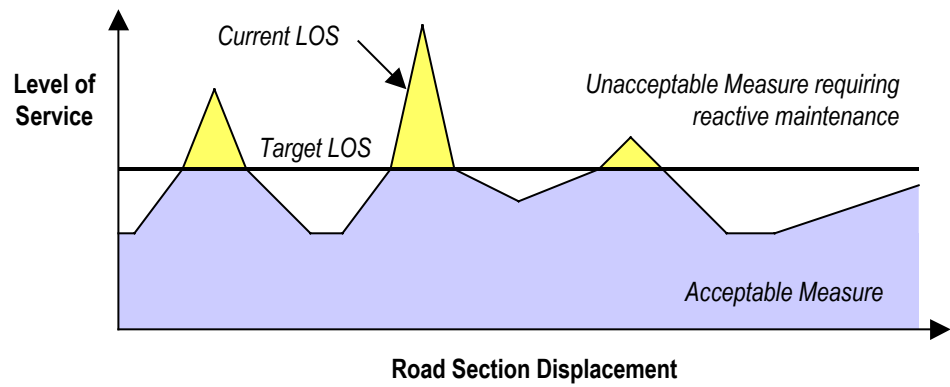 Current LOS
Level of
Service
Unacceptable Measure requiring
reactive maintenance
Target LOS
Acceptable Measure
Road Section Displacement